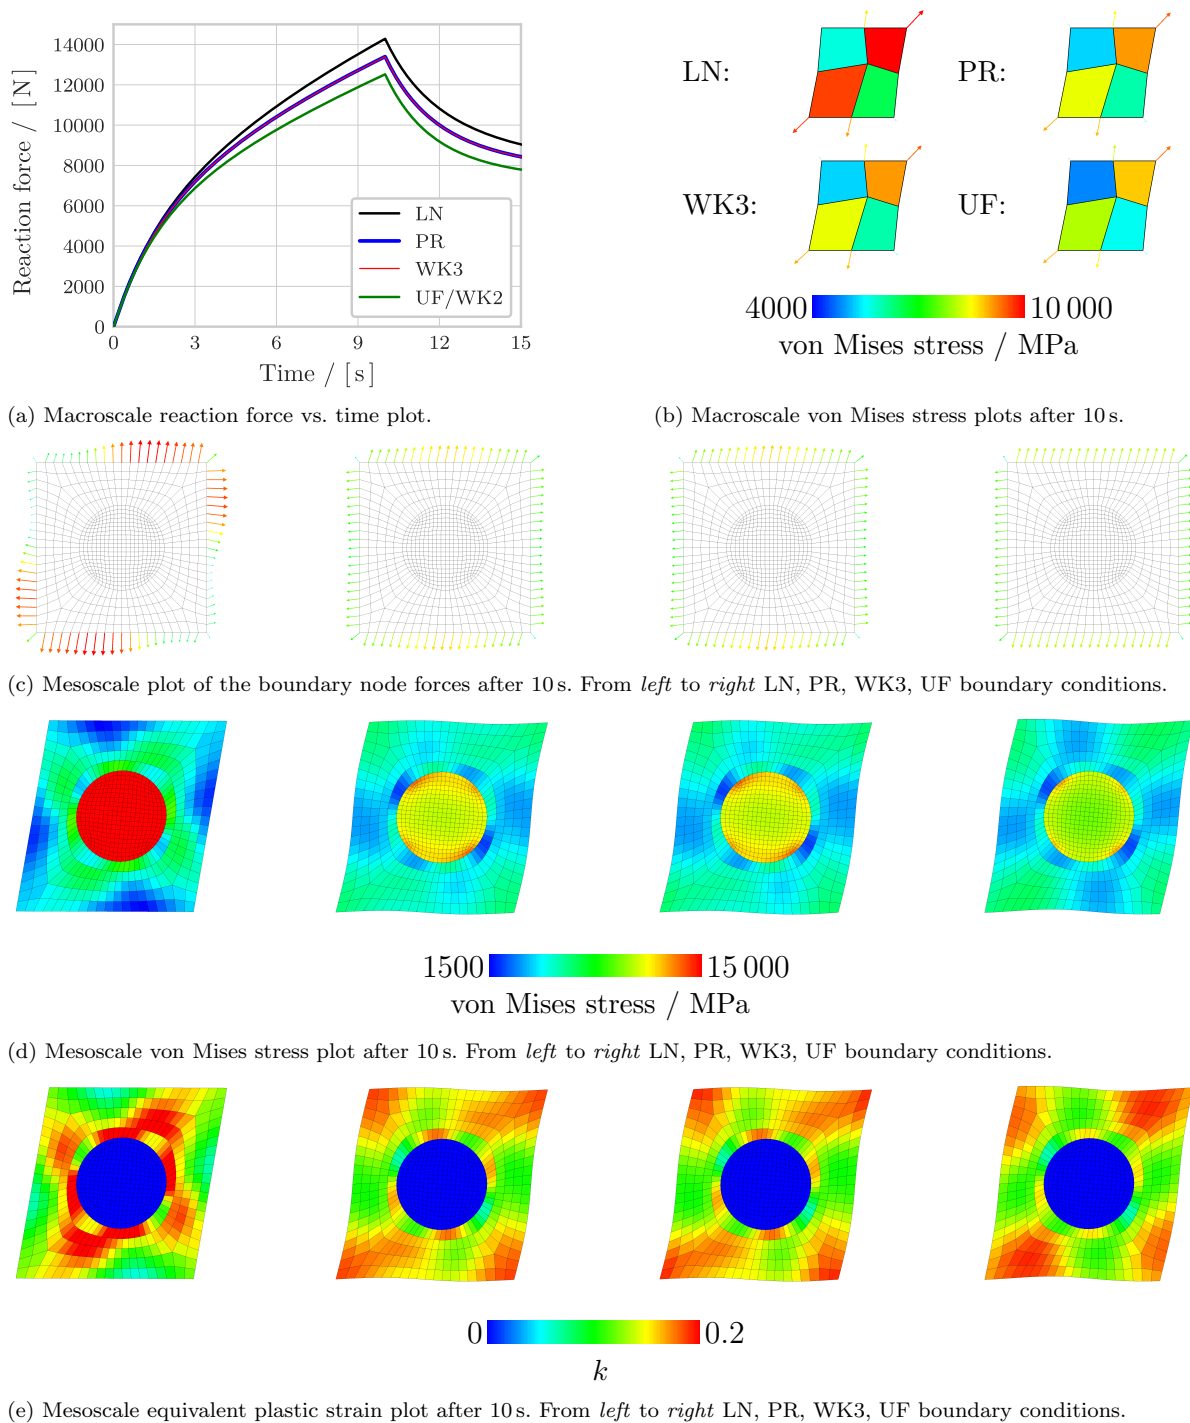 Reaction force / [N]
14000
12000
10000
8000
6000
4000
2000
0
0 3 6 9 12 15
Time / [s]
LN
PR
WK3
UF/WK2
(a) Macroscale reaction force vs. time plot.
LN: PR:
WK3: UF:
4000 10 000
von Mises stress / MPa
(b) Macroscale von Mises stress plots after 10 s.
(c) Mesoscale plot of the boundary node forces after 10 s. From left to right LN, PR, WK3, UF boundary conditions.
1500 15 000
von Mises stress / MPa
(d) Mesoscale von Mises stress plot after 10 s. From left to right LN, PR, WK3, UF boundary conditions.
0 0.2
k
(e) Mesoscale equivalent plastic strain plot after 10 s. From left to right LN, PR, WK3, UF boundary conditions.